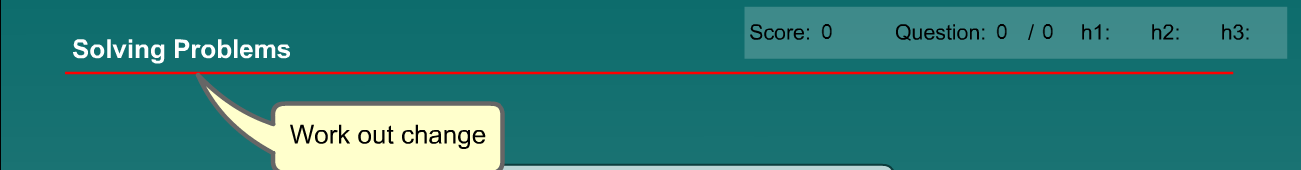 Score: 0 Question: 0 / 0 h1: h2: h3:
Solving Problems
Work out change